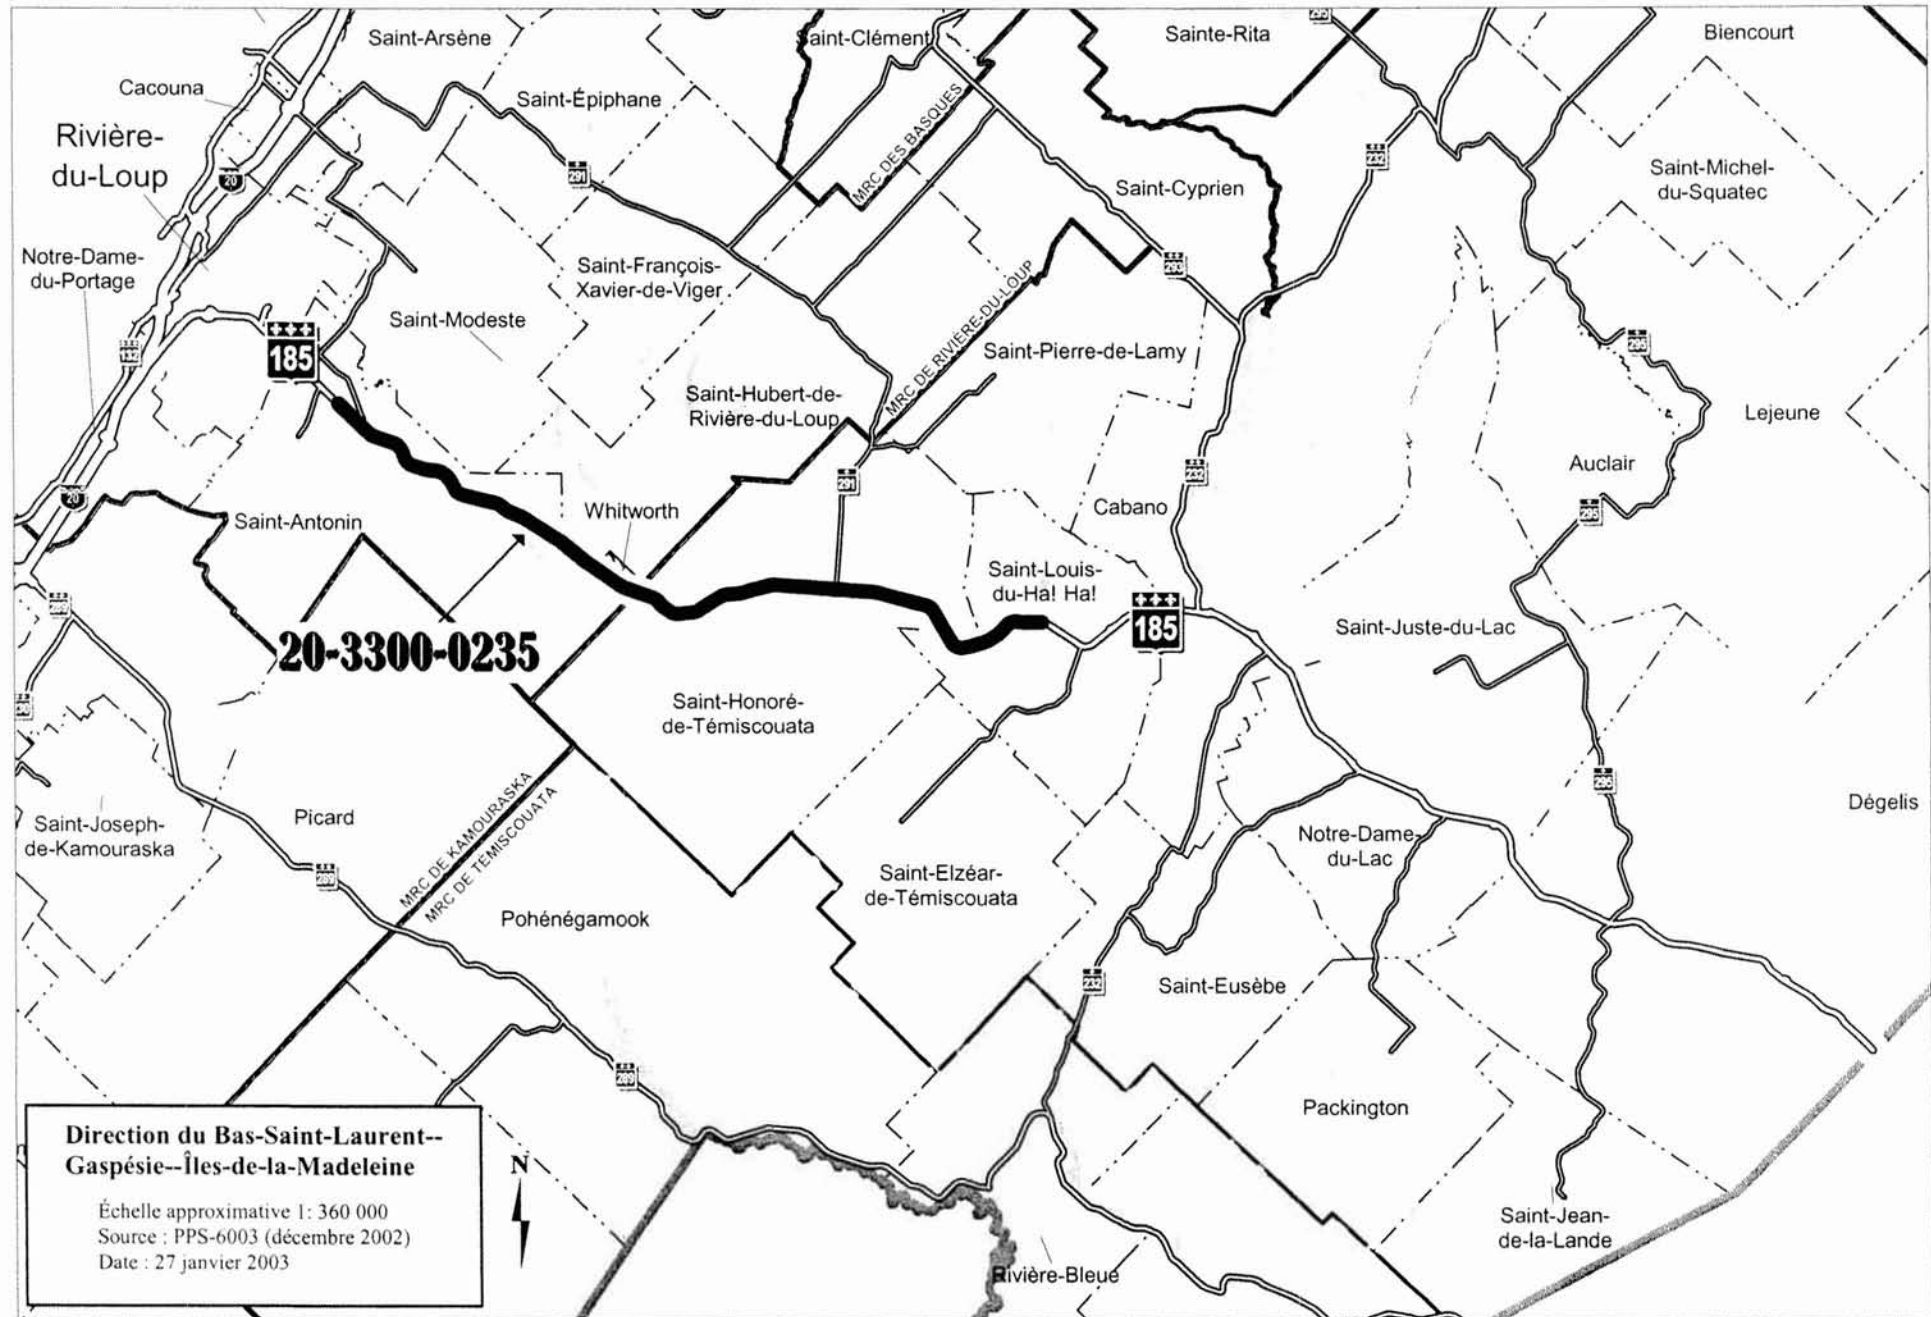 Saint-Arsène
Saint-Clément
Sainte-Rita
295
Biencourt
Cacouna
Saint-Épiphane
MRC DES BASQUES
Rivière-
du-Loup
20
291
232
Saint-Cyprien
Saint-Michel-
du-Squatec
Notre-Dame-
du-Portage
Saint-François-
Xavier-de-Viger
293
MRC DE RIVIÈRE-DU-LOUP
Saint-Modeste
132
185
Saint-Pierre-de-Lamy
295
Saint-Hubert-de-
Rivière-du-Loup
Lejeune
Auclair
20
291
232
Saint-Antonin
Whitworth
Cabano
295
Saint-Louis-
du-Ha! Ha!
289
185
Saint-Juste-du-Lac
20-3300-0235
Saint-Honoré-
de-Témiscouata
295
Picard
MRC DE KAMOURASKA
MRC DE TÉMISCOUATA
Dégelis
Saint-Joseph-
de-Kamouraska
Notre-Dame-
du-Lac
289
Saint-Elzéar-
de-Témiscouata
Pohénégamook
232
Saint-Eusèbe
289
Packington
Direction du Bas-Saint-Laurent--
Gaspésie--Îles-de-la-Madeleine
Échelle approximative 1: 360 000
Source : PPS-6003 (décembre 2002)
Date : 27 janvier 2003
N
Saint-Jean-
de-la-Lande
Rivière-Bleue